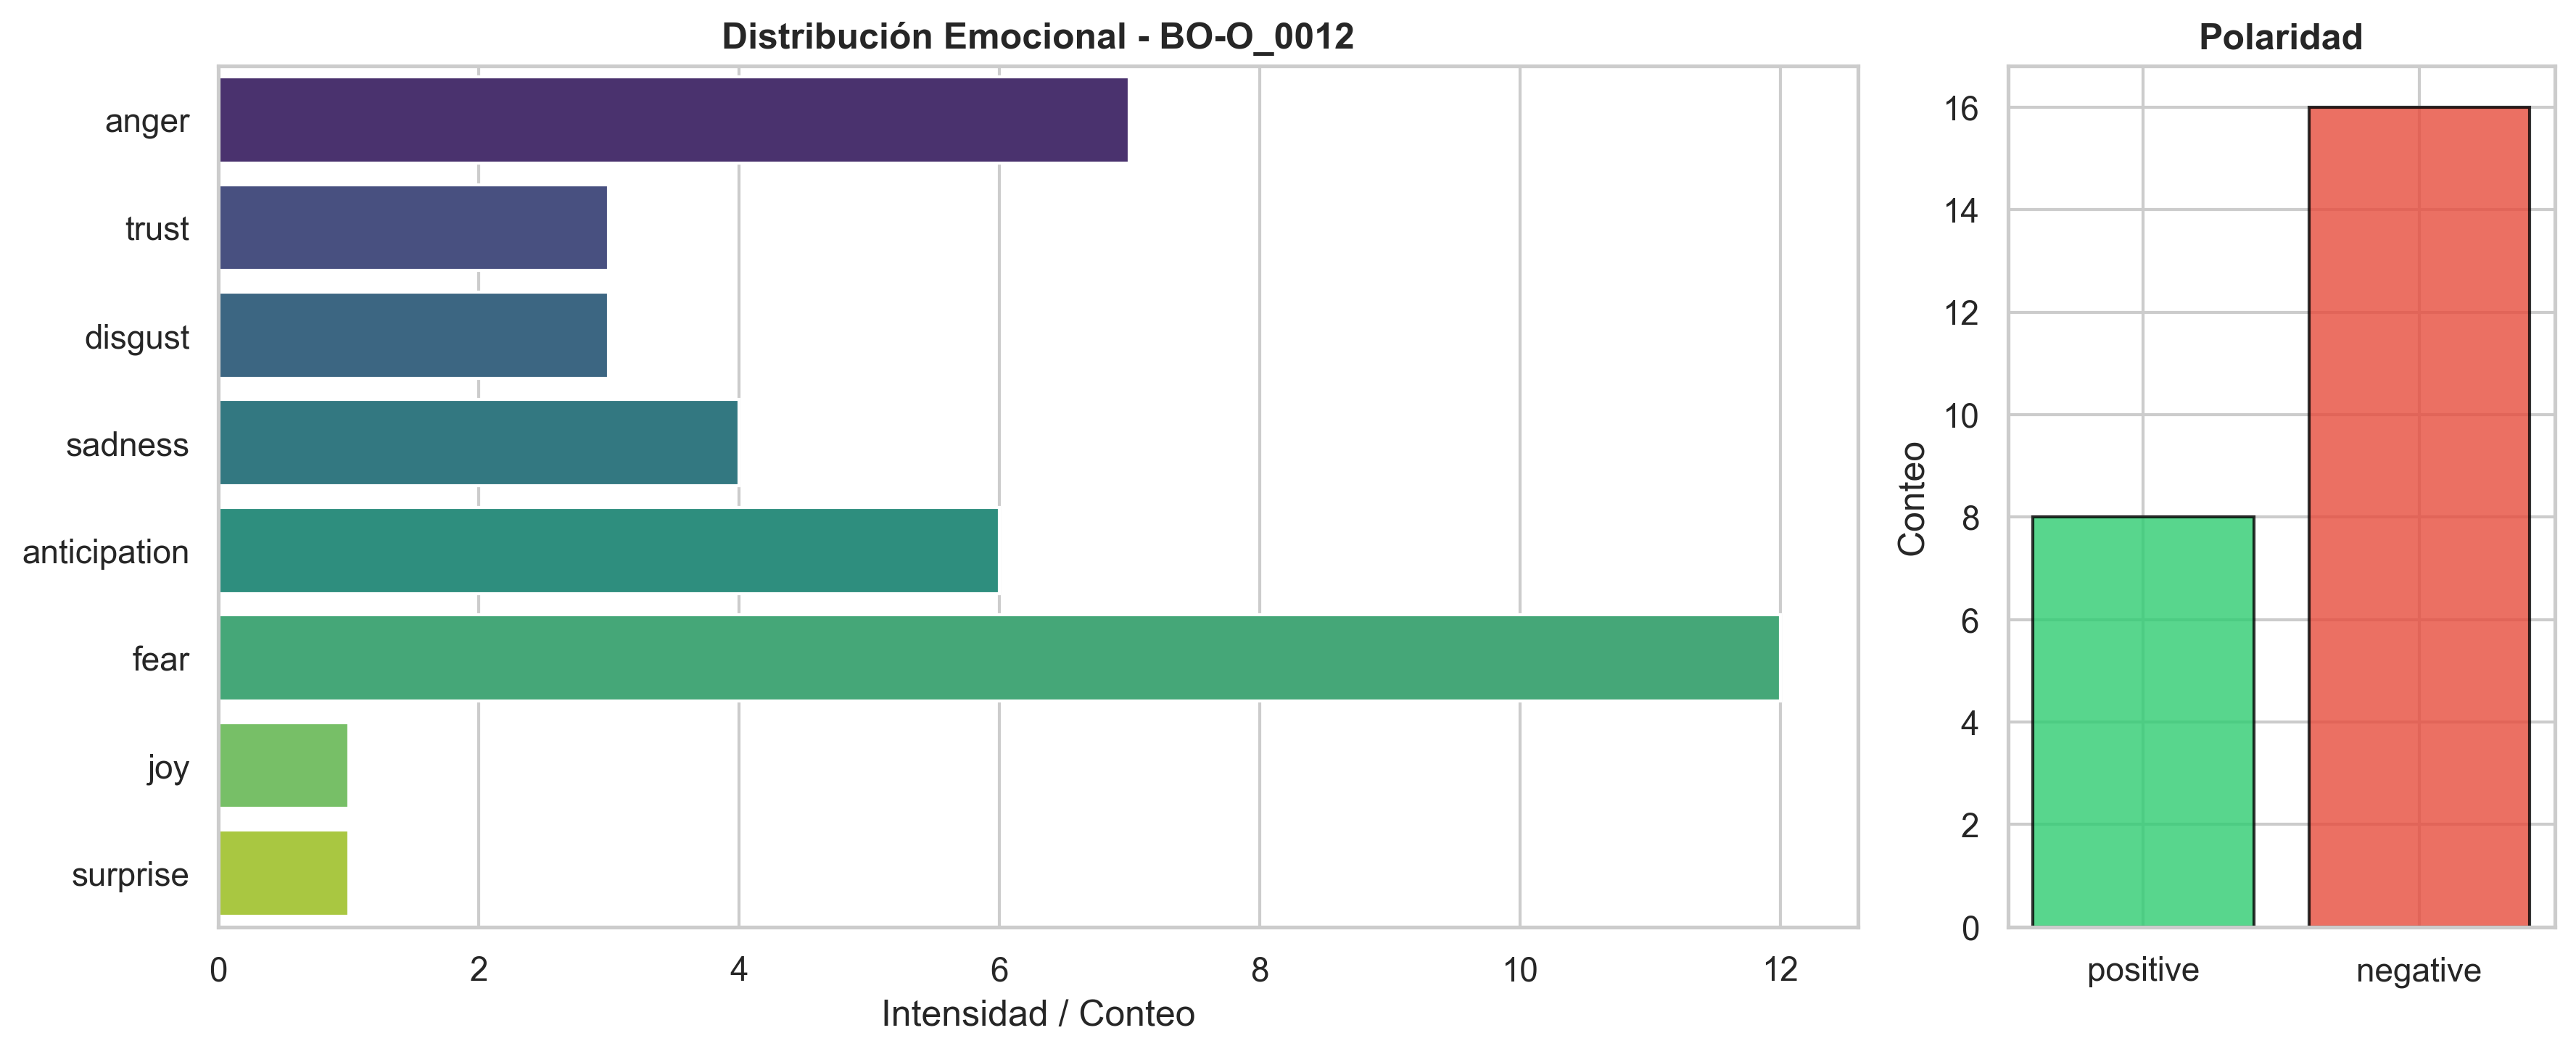 Distribución Emocional - BO-O_0012
anger
trust
disgust
sadness
anticipation
fear
joy
surprise
0 2 4 6 8 10 12
Intensidad / Conteo
Polaridad
Conteo
16
14
12
10
8
6
4
2
0
positive negative